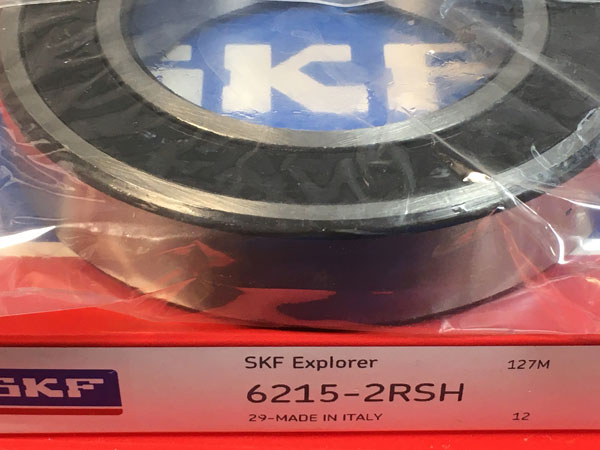 SKF
SKF Explorer
127M
SKF
6215-2RSH
29-MADE IN ITALY
12